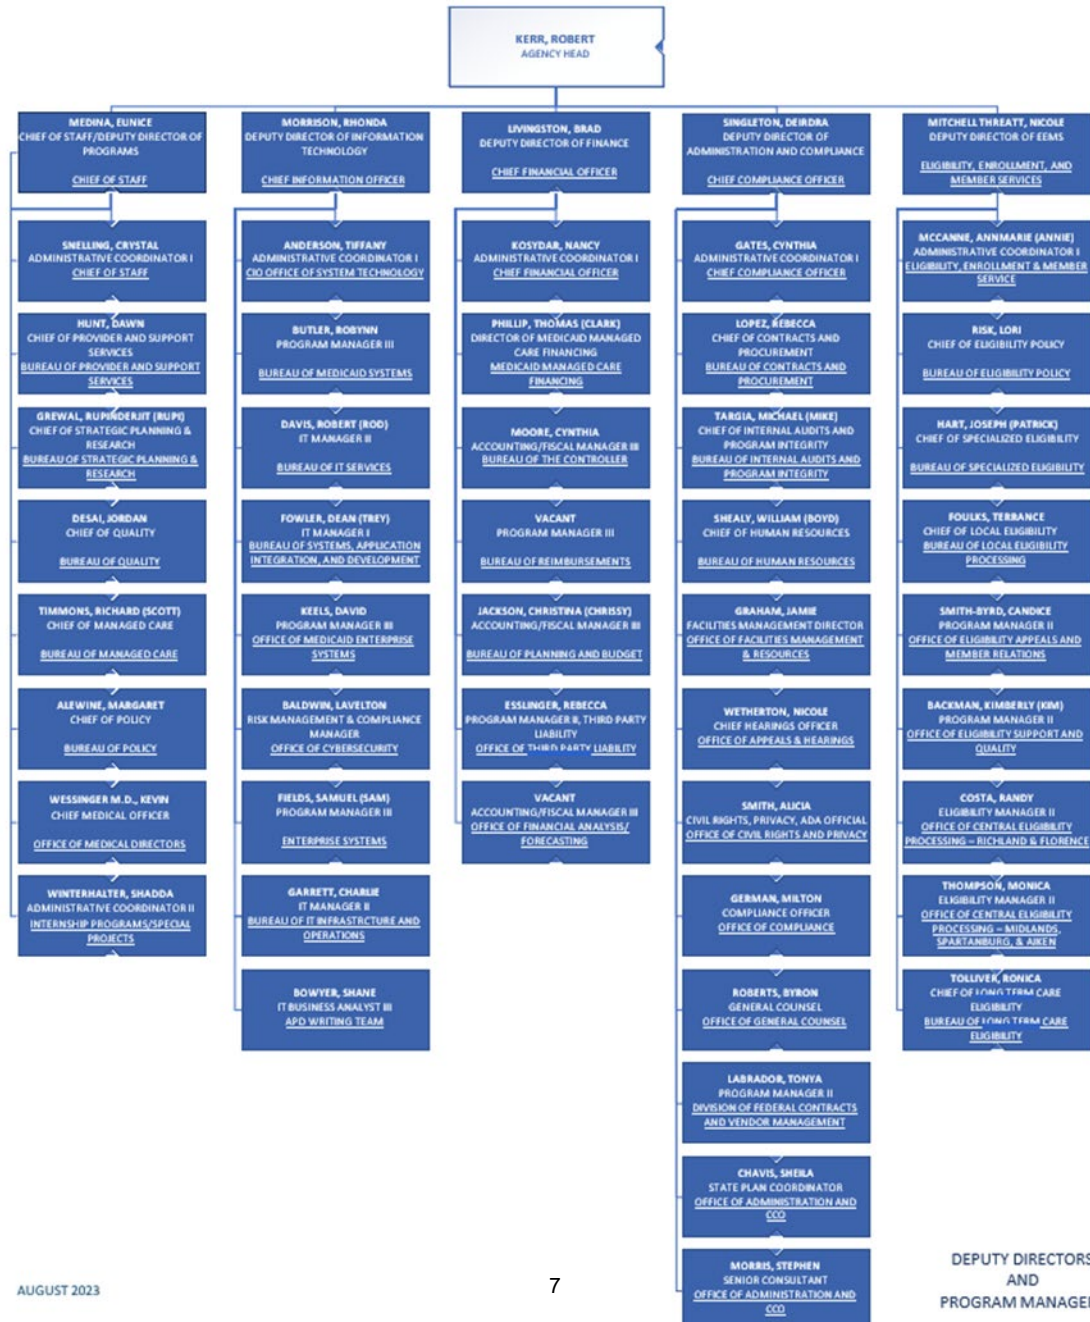 KERR, ROBERT
AGENCY HEAD
MEDINA, EUNICE
CHIEF OF STAFF/DEPUTY DIRECTOR OF
PROGRAMS
CHIEF OF STAFF
SNELLING, CRYSTAL
ADMINISTRATIVE COORDINATOR I
CHIEF OF STAFF
HUNT, DAWN
CHIEF OF PROVIDER AND SUPPORT
SERVICES
BUREAU OF PROVIDER AND SUPPORT
SERVICES
GREWAL, RUPINDERJIT (RUPI)
CHIEF OF STRATEGIC PLANNING &
RESEARCH
BUREAU OF STRATEGIC PLANNING &
RESEARCH
DESAI, JORDAN
CHIEF OF QUALITY
BUREAU OF QUALITY
TIMMONS, RICHARD (SCOTT)
CHIEF OF MANAGED CARE
BUREAU OF MANAGED CARE
ALEWINE, MARGARET
CHIEF OF POLICY
BUREAU OF POLICY
WESSINGER M.D., KEVIN
CHIEF MEDICAL OFFICER
OFFICE OF MEDICAL DIRECTORS
WINTERHALTER, SHADDA
ADMINISTRATIVE COORDINATOR II
INTERNSHIP PROGRAMS/SPECIAL
PROJECTS
MORRISON, RHONDA
DEPUTY DIRECTOR OF INFORMATION
TECHNOLOGY
CHIEF INFORMATION OFFICER
ANDERSON, TIFFANY
ADMINISTRATIVE COORDINATOR I
CIO OFFICE OF SYSTEM TECHNOLOGY
BUTLER, ROBYNN
PROGRAM MANAGER III
BUREAU OF MEDICAID SYSTEMS
DAVIS, ROBERT (ROD)
IT MANAGER II
BUREAU OF IT SERVICES
FOWLER, DEAN (TREY)
IT MANAGER I
BUREAU OF SYSTEMS, APPLICATION
INTEGRATION, AND DEVELOPMENT
KEELS, DAVID
PROGRAM MANAGER III
OFFICE OF MEDICAID ENTERPRISE
SYSTEMS
BALDWIN, LAVELTON
RISK MANAGEMENT & COMPLIANCE
MANAGER
OFFICE OF CYBERSECURITY
FIELDS, SAMUEL (SAM)
PROGRAM MANAGER III
ENTERPRISE SYSTEMS
GARRETT, CHARLIE
IT MANAGER II
BUREAU OF IT INFRASTRCTURE AND
OPERATIONS
BOWYER, SHANE
IT BUSINESS ANALYST III
APD WRITING TEAM
LIVINGSTON, BRAD
DEPUTY DIRECTOR OF FINANCE
CHIEF FINANCIAL OFFICER
KOSYDAR, NANCY
ADMINISTRATIVE COORDINATOR I
CHIEF FINANCIAL OFFICER
PHILLIP, THOMAS (CLARK)
DIRECTOR OF MEDICAID MANAGED
CARE FINANCING
MEDICAID MANAGED CARE
FINANCING
MOORE, CYNTHIA
ACCOUNTING/FISCAL MANAGER III
BUREAU OF THE CONTROLLER
VACANT
PROGRAM MANAGER III
BUREAU OF REIMBURSEMENTS
JACKSON, CHRISTINA (CHRISSY)
ACCOUNTING/FISCAL MANAGER III
BUREAU OF PLANNING AND BUDGET
ESSLINGER, REBECCA
PROGRAM MANAGER II, THIRD PARTY
LIABILITY
OFFICE OF THIRD PARTY LIABILITY
VACANT
ACCOUNTING/FISCAL MANAGER III
OFFICE OF FINANCIAL ANALYSIS/
FORECASTING
SINGLETON, DEIRDRA
DEPUTY DIRECTOR OF
ADMINISTRATION AND COMPLIANCE
CHIEF COMPLIANCE OFFICER
GATES, CYNTHIA
ADMINISTRATIVE COORDINATOR I
CHIEF COMPLIANCE OFFICER
LOPEZ, REBECCA
CHIEF OF CONTRACTS AND
PROCUREMENT
BUREAU OF CONTRACTS AND
PROCUREMENT
TARGIA, MICHAEL (MIKE)
CHIEF OF INTERNAL AUDITS AND
PROGRAM INTEGRITY
BUREAU OF INTERNAL AUDITS AND
PROGRAM INTEGRITY
SHEALY, WILLIAM (BOYD)
CHIEF OF HUMAN RESOURCES
BUREAU OF HUMAN RESOURCES
GRAHAM, JAMIE
FACILITIES MANAGEMENT DIRECTOR
OFFICE OF FACILITIES MANAGEMENT
& RESOURCES
WETHERTON, NICOLE
CHIEF HEARINGS OFFICER
OFFICE OF APPEALS & HEARINGS
SMITH, ALICIA
CIVIL RIGHTS, PRIVACY, ADA OFFICIAL
OFFICE OF CIVIL RIGHTS AND PRIVACY
GERMAN, MILTON
COMPLIANCE OFFICER
OFFICE OF COMPLIANCE
ROBERTS, BYRON
GENERAL COUNSEL
OFFICE OF GENERAL COUNSEL
LABRADOR, TONYA
PROGRAM MANAGER II
DIVISION OF FEDERAL CONTRACTS
AND VENDOR MANAGEMENT
CHAVIS, SHEILA
STATE PLAN COORDINATOR
OFFICE OF ADMINISTRATION AND
CCO
MORRIS, STEPHEN
SENIOR CONSULTANT
OFFICE OF ADMINISTRATION AND
CCO
MITCHELL THREATT, NICOLE
DEPUTY DIRECTOR OF EEMS
ELIGIBILITY, ENROLLMENT, AND
MEMBER SERVICES
MCCANNE, ANNMARIE (ANNIE)
ADMINISTRATIVE COORDINATOR I
ELIGIBILITY, ENROLLMENT & MEMBER
SERVICE
RISK, LORI
CHIEF OF ELIGIBILITY POLICY
BUREAU OF ELIGIBILITY POLICY
HART, JOSEPH (PATRICK)
CHIEF OF SPECIALIZED ELIGIBILITY
BUREAU OF SPECIALIZED ELIGIBILITY
FOULKS, TERRANCE
CHIEF OF LOCAL ELIGIBILITY
BUREAU OF LOCAL ELIGIBILITY
PROCESSING
SMITH-BYRD, CANDICE
PROGRAM MANAGER II
OFFICE OF ELIGIBILITY APPEALS AND
MEMBER RELATIONS
BACKMAN, KIMBERLY (KIM)
PROGRAM MANAGER II
OFFICE OF ELIGIBILITY SUPPORT AND
QUALITY
COSTA, RANDY
ELIGIBILITY MANAGER II
OFFICE OF CENTRAL ELIGIBILITY
PROCESSING – RICHLAND & FLORENCE
THOMPSON, MONICA
ELIGIBILITY MANAGER II
OFFICE OF CENTRAL ELIGIBILITY
PROCESSING – MIDLANDS,
SPARTANBURG, & AIKEN
TOLLIVER, RONICA
CHIEF OF LONG TERM CARE
ELIGIBILITY
BUREAU OF LONG TERM CARE
ELIGIBILITY
AUGUST 2023
7
DEPUTY DIRECTORS
AND
PROGRAM MANAGE